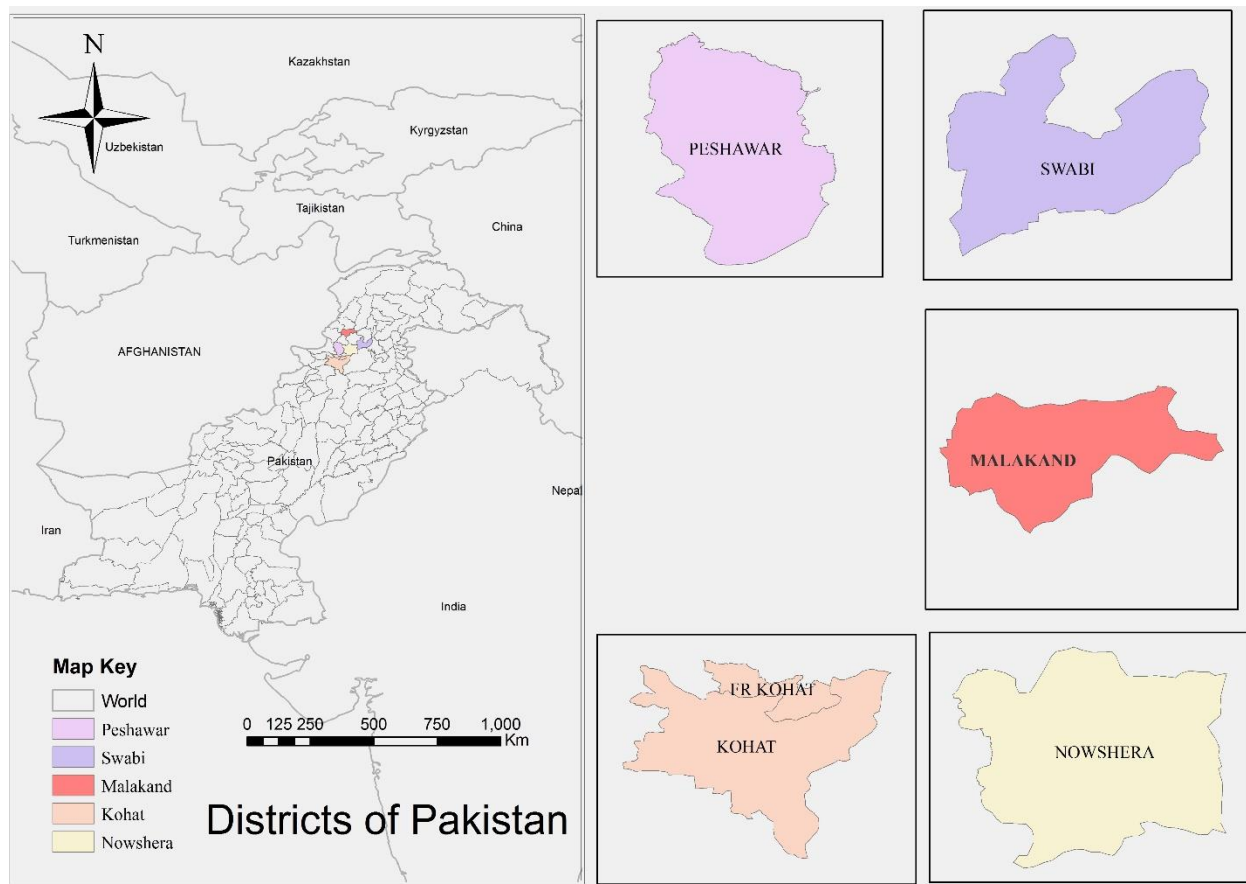 N
Kazakhstan
Kyrgyzstan
Uzbekistan
Tajikistan
China
Turkmenistan
AFGHANISTAN
Pakistan
Nepal
Iran
India
Map Key
World
Peshawar
Swabi
Malakand
Kohat
Nowshera
0 125 250 500 750 1,000
Km
Districts of Pakistan
PESHAWAR
SWABI
MALAKAND
FR KOHAT
KOHAT
NOWSHERA